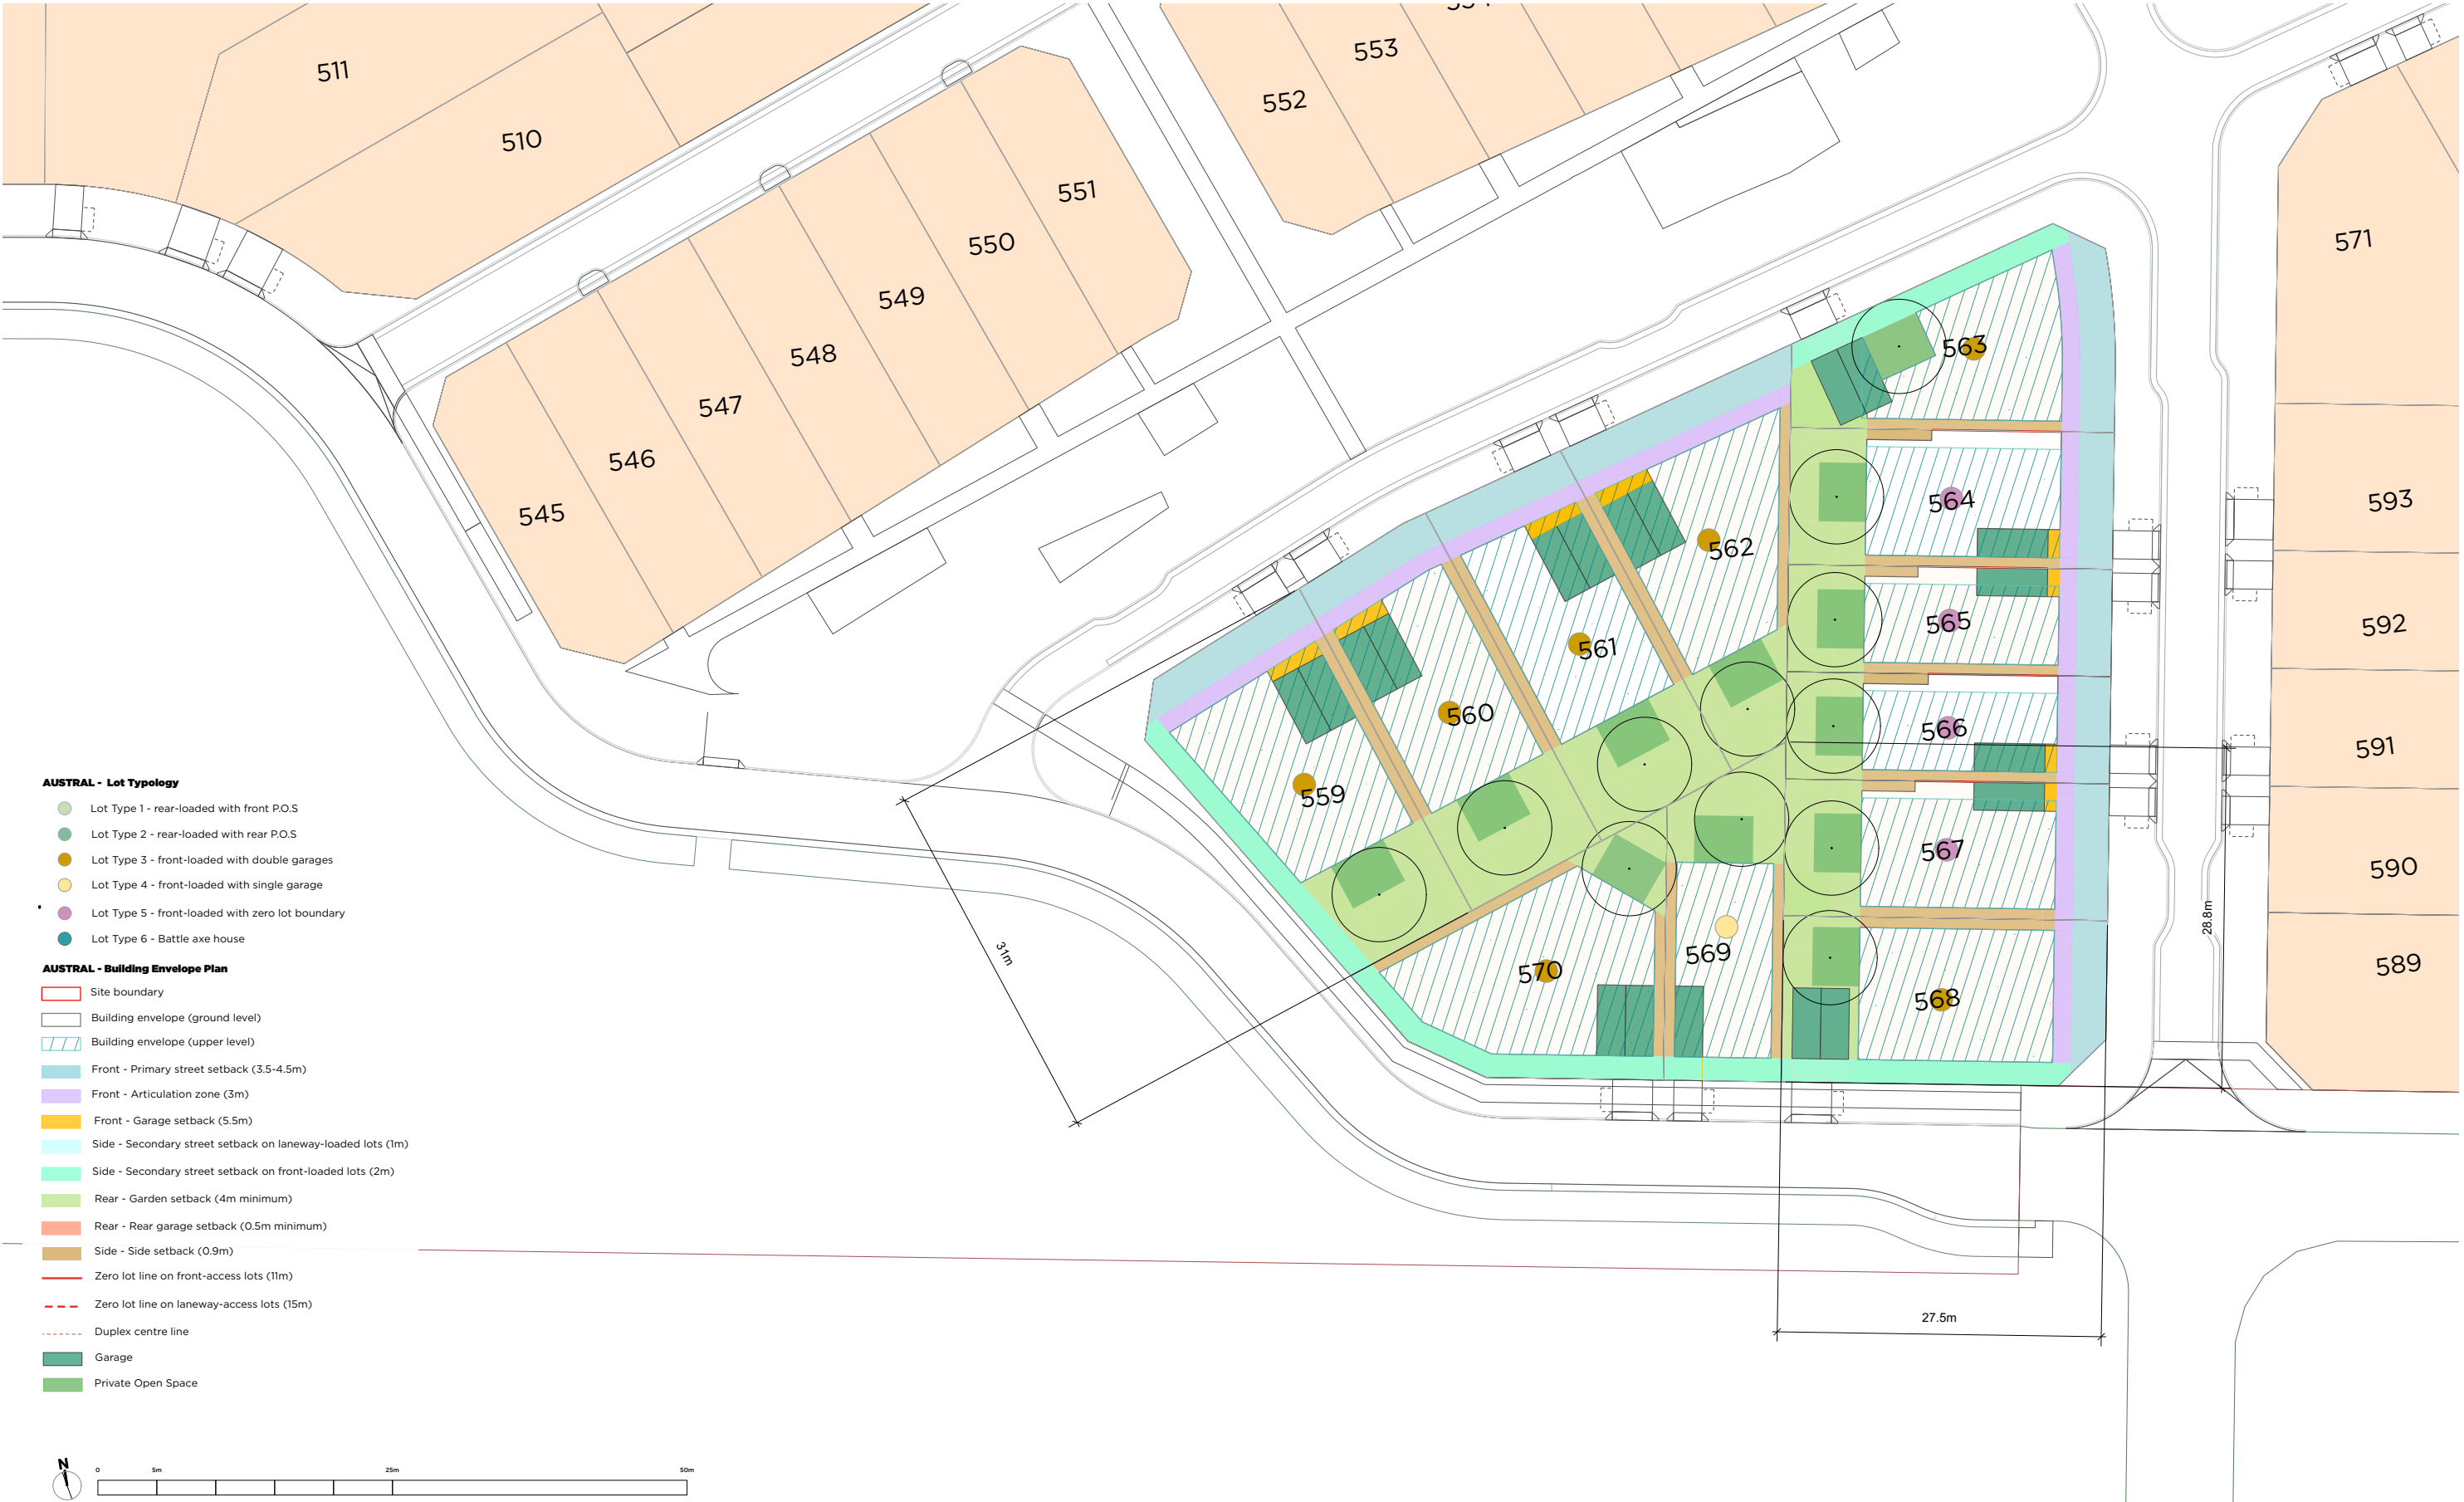 511
510
553
552
551
550
549
548
547
546
545
571
563
593
564
562
592
565
561
591
566
560
559
567
590
570
569
568
589
31m
28.8m
27.5m
AUSTRAL - Lot Typology
Lot Type 1 - rear-loaded with front P.O.S
Lot Type 2 - rear-loaded with rear P.O.S
Lot Type 3 - front-loaded with double garages
Lot Type 4 - front-loaded with single garage
Lot Type 5 - front-loaded with zero lot boundary
Lot Type 6 - Battle axe house
AUSTRAL - Building Envelope Plan
Site boundary
Building envelope (ground level)
Building envelope (upper level)
Front - Primary street setback (3.5-4.5m)
Front - Articulation zone (3m)
Front - Garage setback (5.5m)
Side - Secondary street setback on laneway-loaded lots (1m)
Side - Secondary street setback on front-loaded lots (2m)
Rear - Garden setback (4m minimum)
Rear - Rear garage setback (0.5m minimum)
Side - Side setback (0.9m)
Zero lot line on front-access lots (11m)
Zero lot line on laneway-access lots (15m)
Duplex centre line
Garage
Private Open Space
N
0 5m 25m 50m